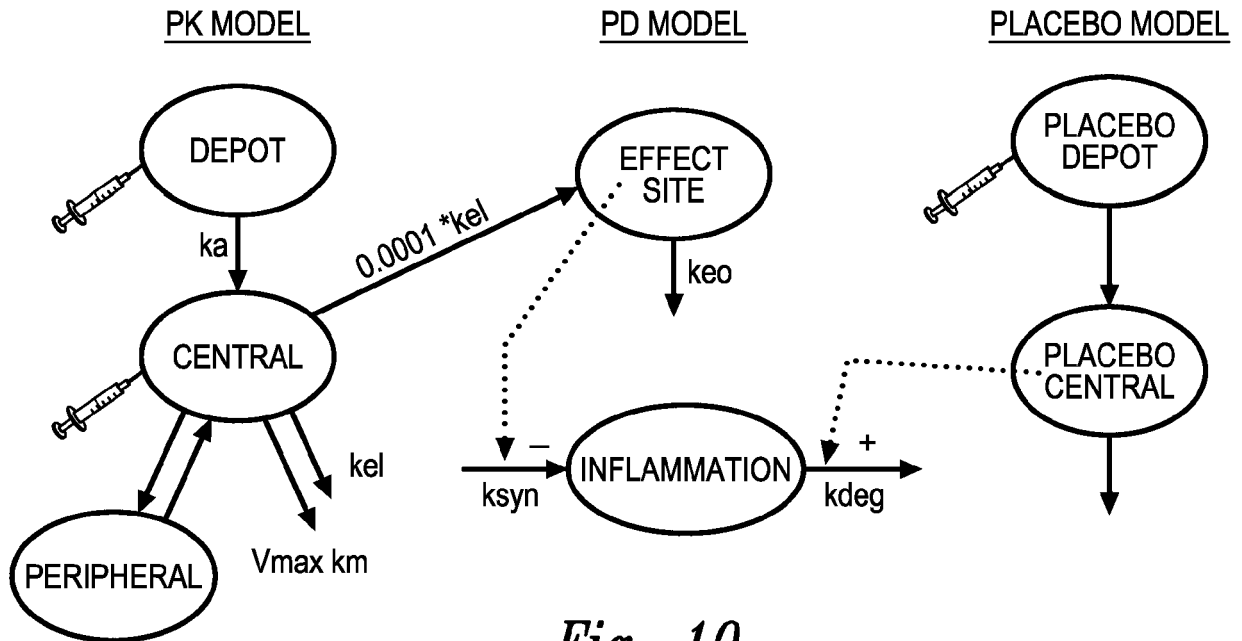 PK MODEL
DEPOT
ka
CENTRAL
kel
Vmax km
PERIPHERAL
0.0001 *kel
PD MODEL
EFFECT
SITE
keo
−
ksyn
INFLAMMATION
+
kdeg
PLACEBO MODEL
PLACEBO
DEPOT
PLACEBO
CENTRAL
Fig. 10